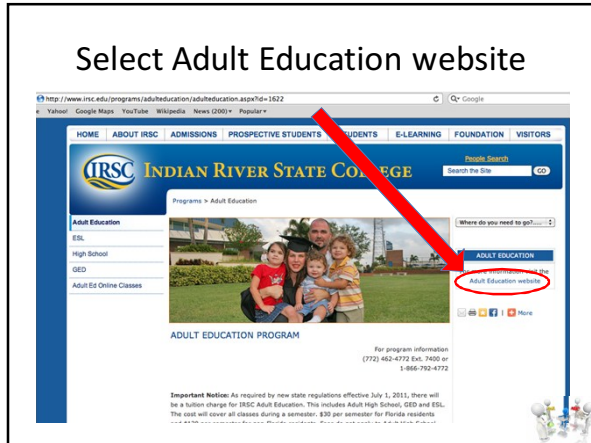 Select Adult Education website
http://www.irsc.edu/programs/adulteducation/adulteducation.aspx?id=1622
Google
Yahoo! Google Maps YouTube Wikipedia News (200) Popular
HOME ABOUT IRSC ADMISSIONS PROSPECTIVE STUDENTS E-LEARNING FOUNDATION VISITORS
People Search
IRSC INDIAN RIVER STATE
Search the Site GO
Programs > Adult Education
Adult Education
ESL
High School
GED
Adult Ed Online Classes
Where do you need to go?....
ADULT EDUCATION
information visit the
Adult Education website
More
ADULT EDUCATION PROGRAM
For program information
(772) 462-4772 Ext. 7400 or
1-866-792-4772
Important Notice: As required by new state regulations effective July 1, 2011, there will
be a tuition charge for IRSC Adult Education. This includes Adult High School, GED and ESL.
The cost will cover all classes during a semester. $30 per semester for Florida residents